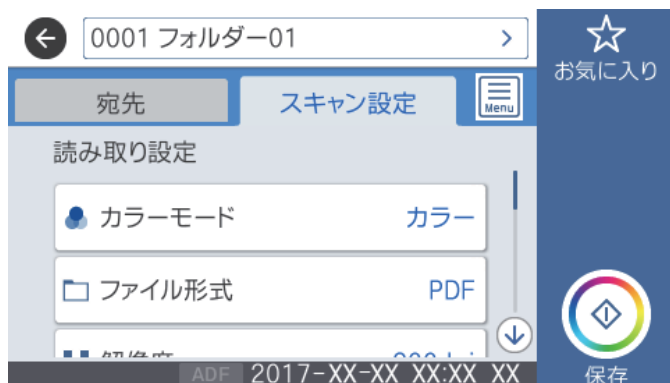 0001 フォルダー01
お気に入り
宛先
スキャン設定
Menu
読み取り設定
カラーモード
カラー
ファイル形式
PDF
ADF
2017-XX-XX XX:XX XX
保存